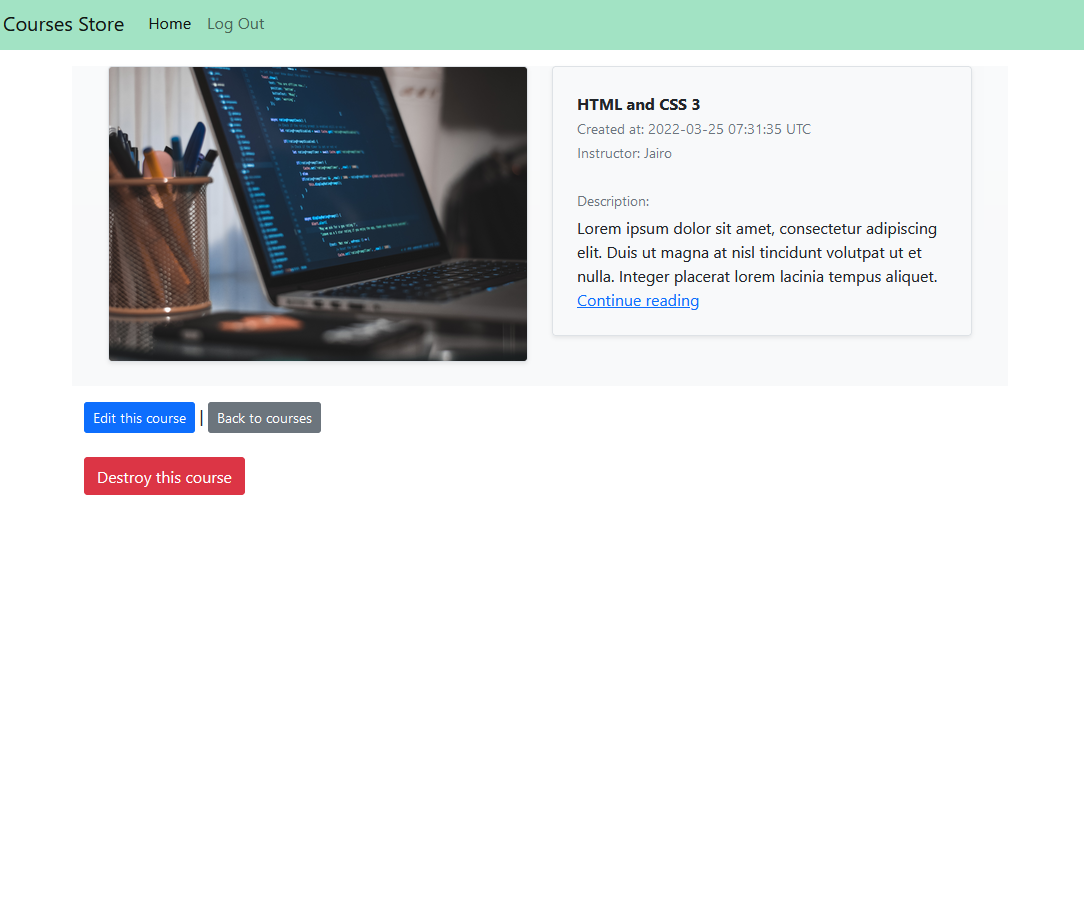 Courses Store Home Log Out
HTML and CSS 3
Created at: 2022-03-25 07:31:35 UTC
Instructor: Jairo
Description:
Lorem ipsum dolor sit amet, consectetur adipiscing
elit. Duis ut magna at nisl tincidunt volutpat ut et
nulla. Integer placerat lorem lacinia tempus aliquet.
Continue reading
Edit this course | Back to courses
Destroy this course